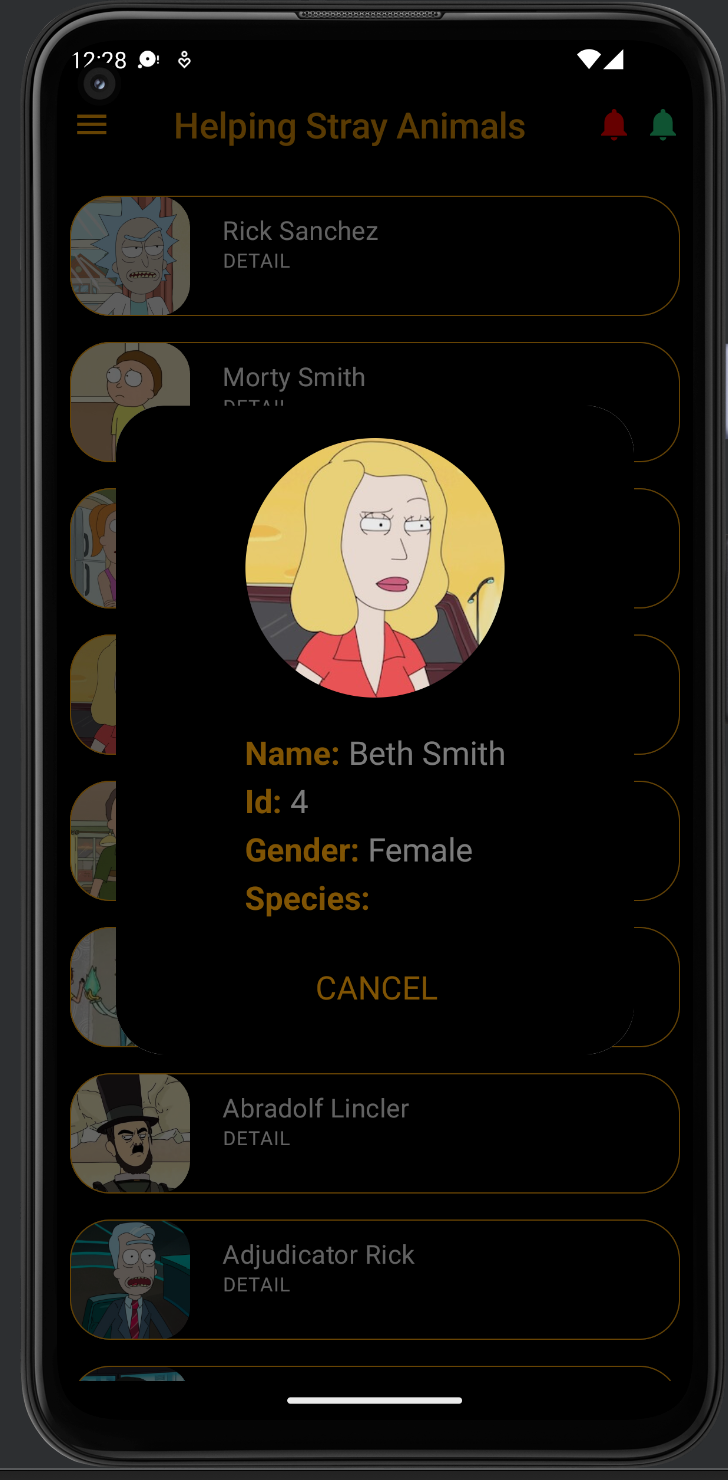 12:28
Helping Stray Animals
Rick Sanchez
DETAIL
Morty Smith
DETAIL
Name: Beth Smith
Id: 4
Gender: Female
Species:
CANCEL
Abradolf Lincler
DETAIL
Adjudicator Rick
DETAIL